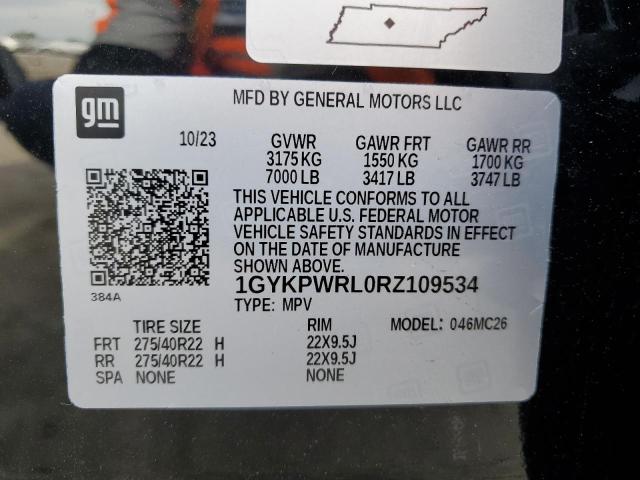 gm
MFD BY GENERAL MOTORS LLC
10/23 GVWR GAWR FRT GAWR RR
3175 KG 1550 KG 1700 KG
7000 LB 3417 LB 3747 LB
THIS VEHICLE CONFORMS TO ALL
APPLICABLE U.S. FEDERAL MOTOR
VEHICLE SAFETY STANDARDS IN EFFECT
ON THE DATE OF MANUFACTURE
SHOWN ABOVE.
1GYKPWRL0RZ109534
384A
TYPE: MPV
TIRE SIZE RIM MODEL: 046MC26
FRT 275/40R22 H 22X9.5J
RR 275/40R22 H 22X9.5J
SPA NONE NONE